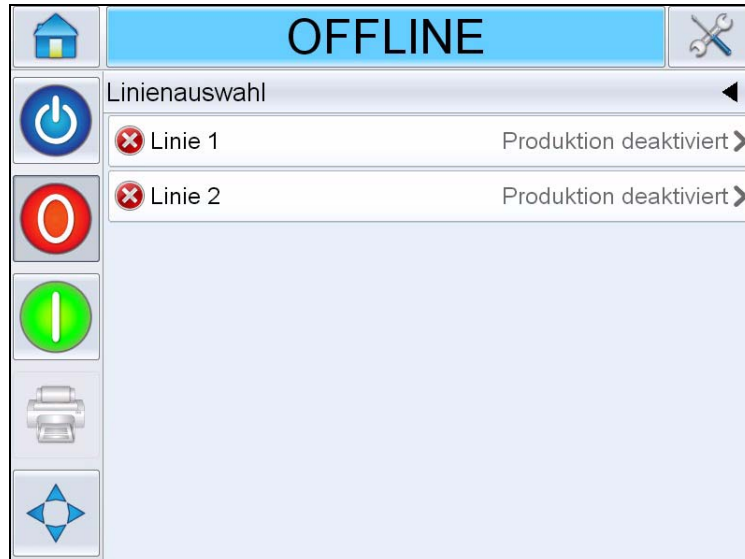 OFFLINE
Linienauswahl
Linie 1 Produktion deaktiviert
Linie 2 Produktion deaktiviert